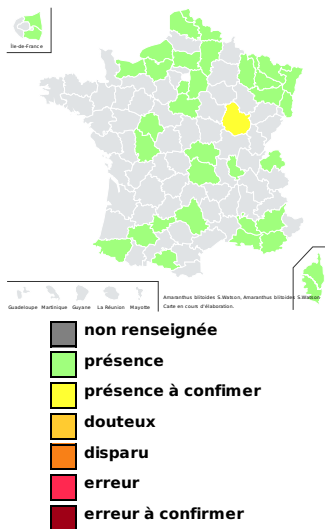 Île-de-France
Guadeloupe Martinique Guyane La Réunion Mayotte
Amaranthus blitoides S.Watson, Amaranthus blitoides S.Watson
Carte en cours d'élaboration.
non renseignée
présence
présence à confimer
douteux
disparu
erreur
erreur à confirmer